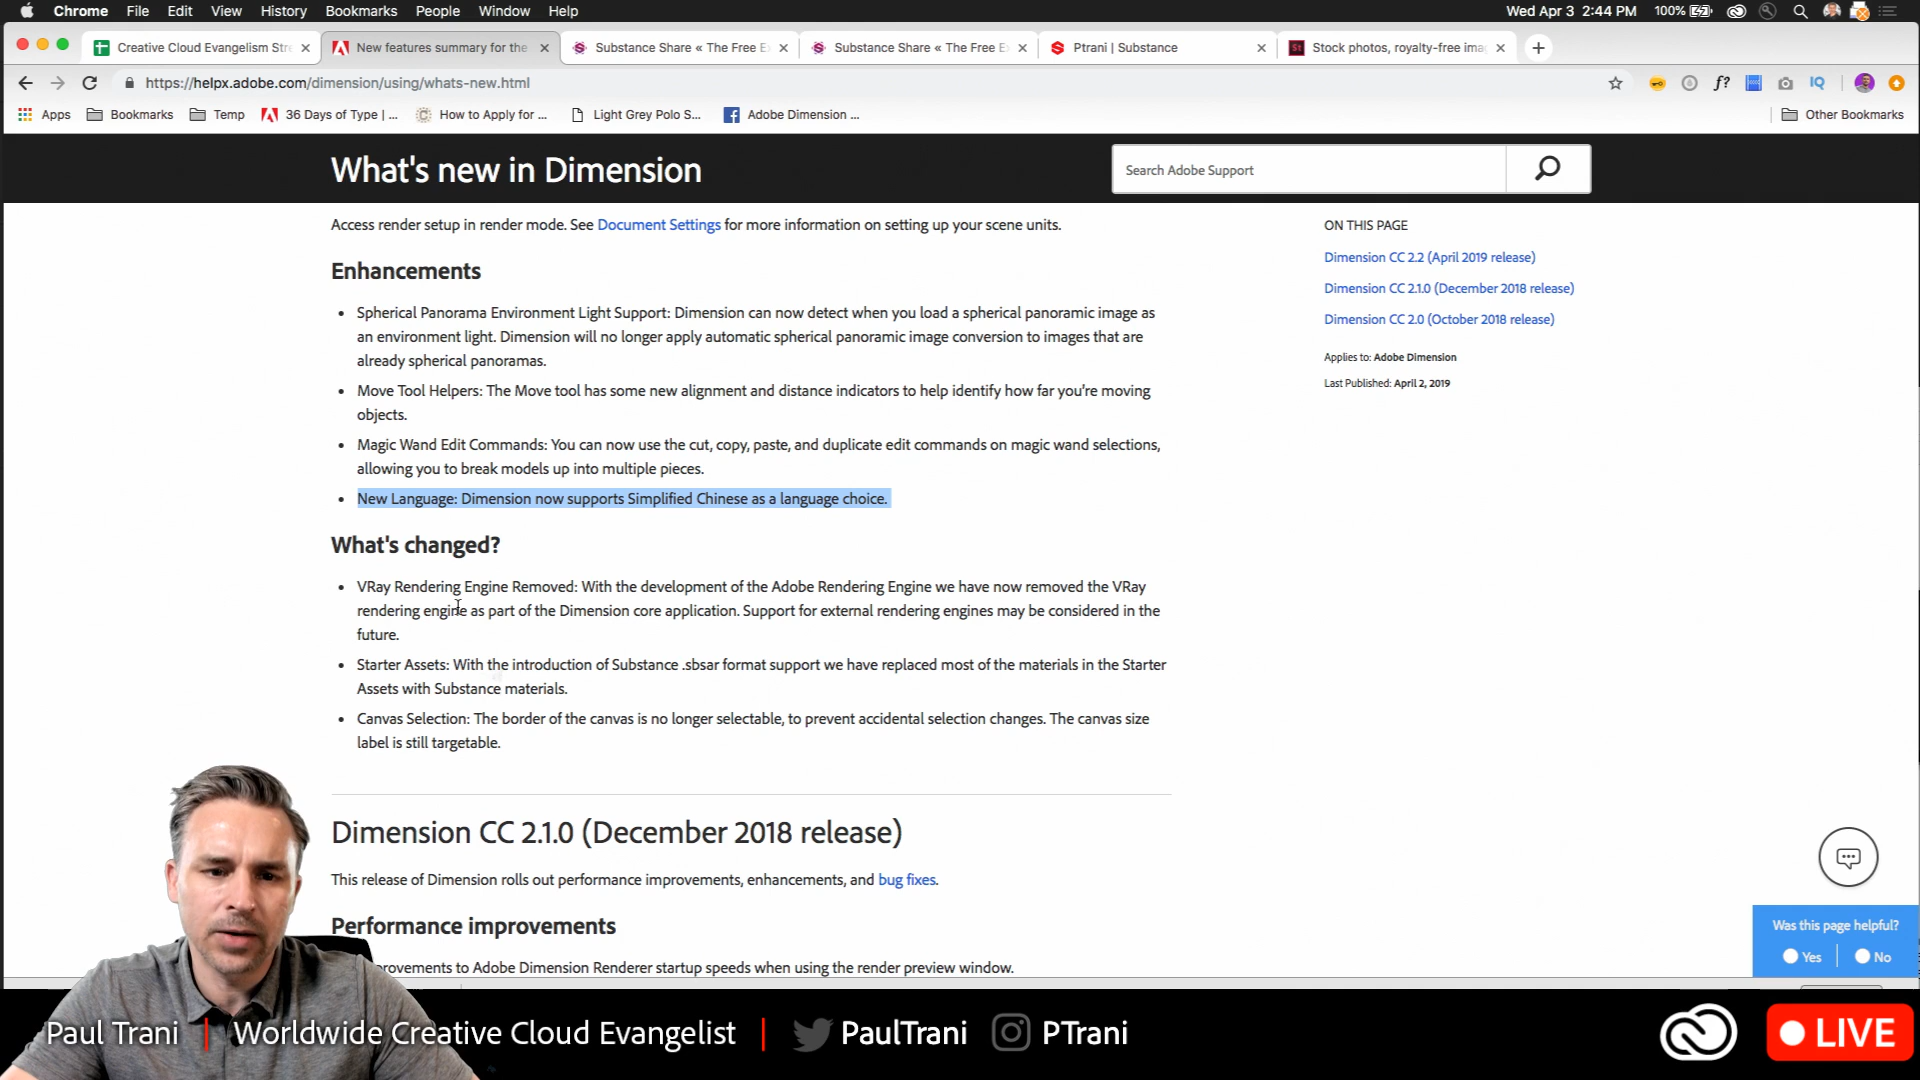 Chrome File Edit View History Bookmarks People Window Help Wed Apr 3 2:44 PM 100%
Creative Cloud Evangelism Stre New features summary for the Substance Share « The Free E Substance Share « The Free E Ptrani | Substance Stock photos, royalty-free ima
https://helpx.adobe.com/dimension/using/whats-new.html f? IQ
Apps Bookmarks Temp 36 Days of Type | ... How to Apply for ... Light Grey Polo S... Adobe Dimension ... Other Bookmarks
What's new in Dimension
Search Adobe Support
Access render setup in render mode. See Document Settings for more information on setting up your scene units.
Enhancements
• Spherical Panorama Environment Light Support: Dimension can now detect when you load a spherical panoramic image as
an environment light. Dimension will no longer apply automatic spherical panoramic image conversion to images that are
already spherical panoramas.
• Move Tool Helpers: The Move tool has some new alignment and distance indicators to help identify how far you're moving
objects.
• Magic Wand Edit Commands: You can now use the cut, copy, paste, and duplicate edit commands on magic wand selections,
allowing you to break models up into multiple pieces.
• New Language: Dimension now supports Simplified Chinese as a language choice.
What's changed?
• VRay Rendering Engine Removed: With the development of the Adobe Rendering Engine we have now removed the VRay
rendering engine as part of the Dimension core application. Support for external rendering engines may be considered in the
future.
• Starter Assets: With the introduction of Substance .sbsar format support we have replaced most of the materials in the Starter
Assets with Substance materials.
• Canvas Selection: The border of the canvas is no longer selectable, to prevent accidental selection changes. The canvas size
label is still targetable.
Dimension CC 2.1.0 (December 2018 release)
This release of Dimension rolls out performance improvements, enhancements, and bug fixes.
Performance improvements
provements to Adobe Dimension Renderer startup speeds when using the render preview window.
ON THIS PAGE
Dimension CC 2.2 (April 2019 release)
Dimension CC 2.1.0 (December 2018 release)
Dimension CC 2.0 (October 2018 release)
Applies to: Adobe Dimension
Last Published: April 2, 2019
Was this page helpful?
Yes | No
Paul Trani | Worldwide Creative Cloud Evangelist | PaulTrani PTrani LIVE